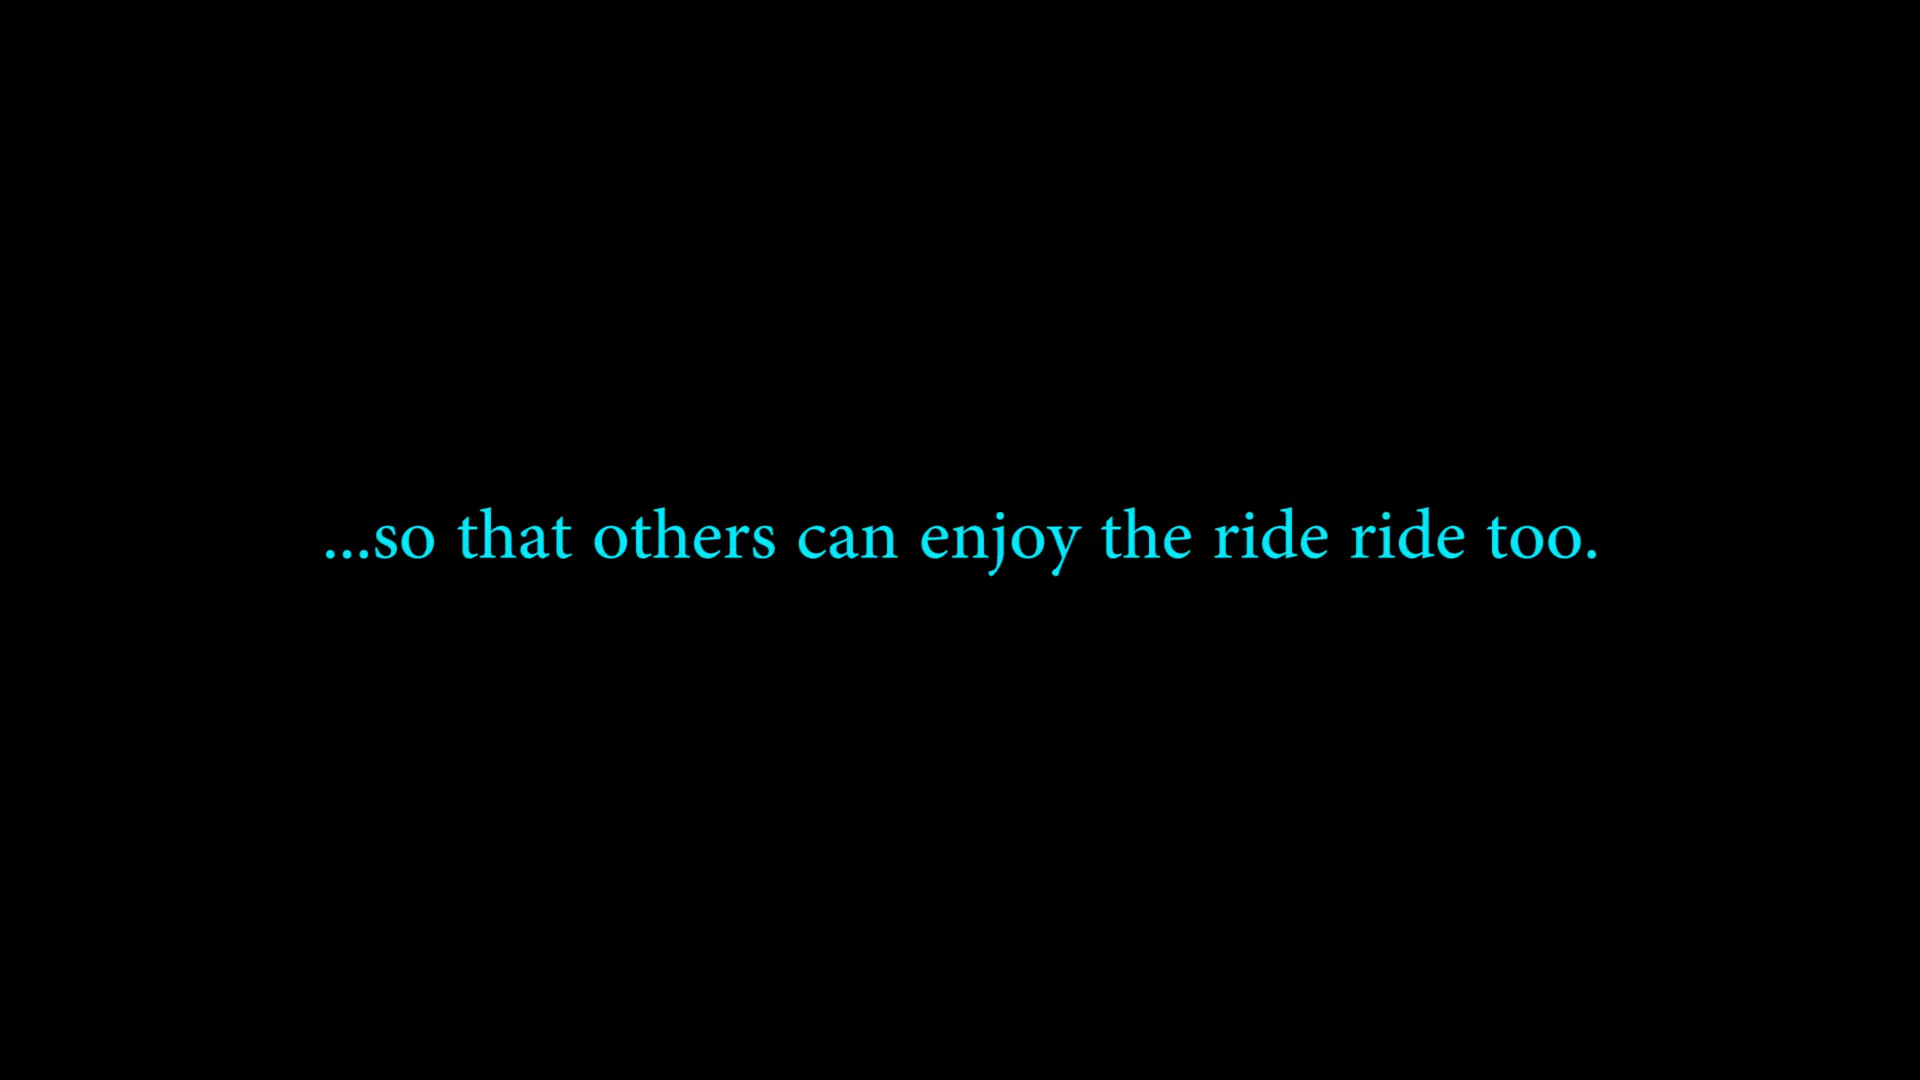 ...so that others can enjoy the ride ride too.